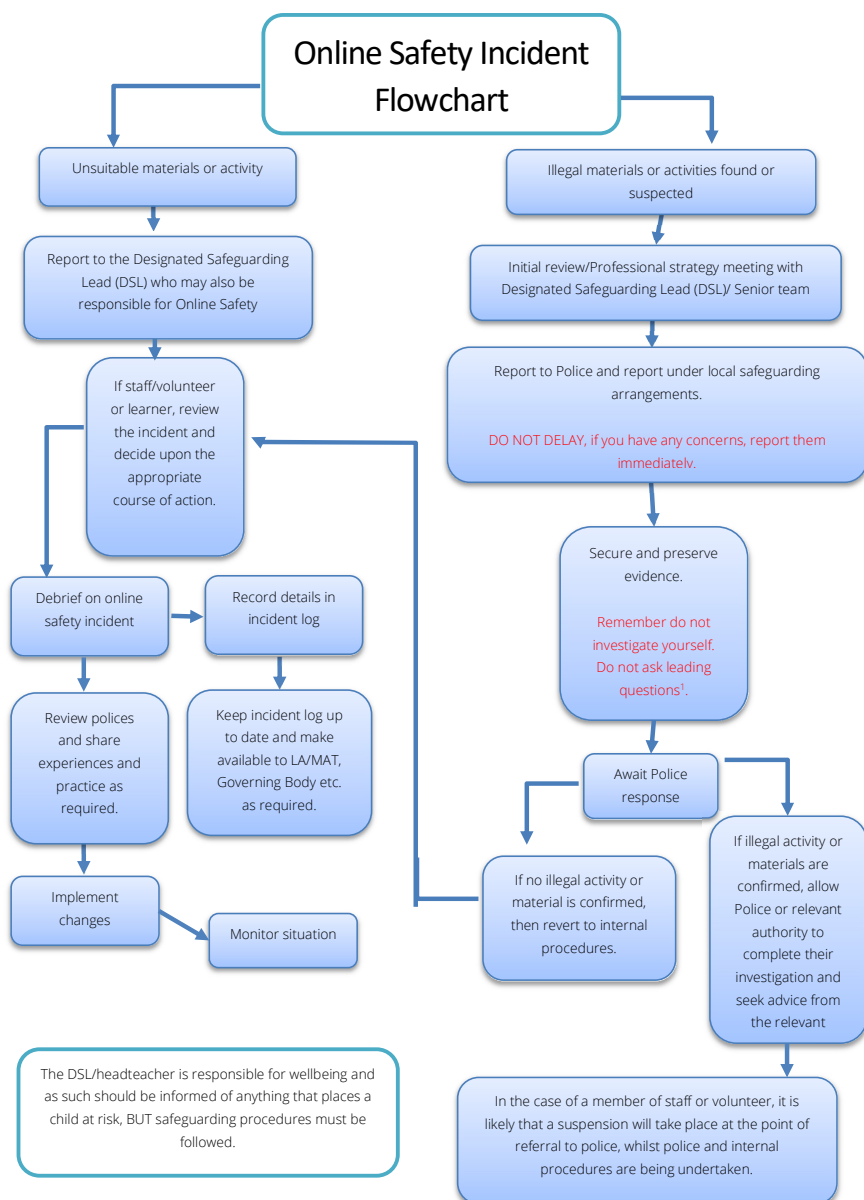 Online Safety Incident
Flowchart
Unsuitable materials or activity
Report to the Designated Safeguarding
Lead (DSL) who may also be
responsible for Online Safety
If staff/volunteer
or learner, review
the incident and
decide upon the
appropriate
course of action.
Debrief on online
safety incident
Record details in
incident log
Review polices
and share
experiences and
practice as
required.
Keep incident log up
to date and make
available to LA/MAT,
Governing Body etc.
as required.
Implement
changes
Monitor situation
The DSL/headteacher is responsible for wellbeing and
as such should be informed of anything that places
a child at risk, BUT safeguarding procedures must be
followed.
Illegal materials or activities found or
suspected
Initial review/Professional strategy meeting with
Designated Safeguarding Lead (DSL)/ Senior team
Report to Police and report under local safeguarding
arrangements.
DO NOT DELAY, if you have any concerns, report them
immediately.
Secure and preserve
evidence.
Remember do not
investigate yourself.
Do not ask leading
questions¹.
Await Police
response
If no illegal activity or
material is confirmed,
then revert to internal
procedures.
If illegal activity or
materials are
confirmed, allow
Police or relevant
authority to
complete their
investigation and
seek advice from
the relevant
In the case of a member of staff or volunteer, it is
likely that a suspension will take place at the point of
referral to police, whilst police and internal
procedures are being undertaken.